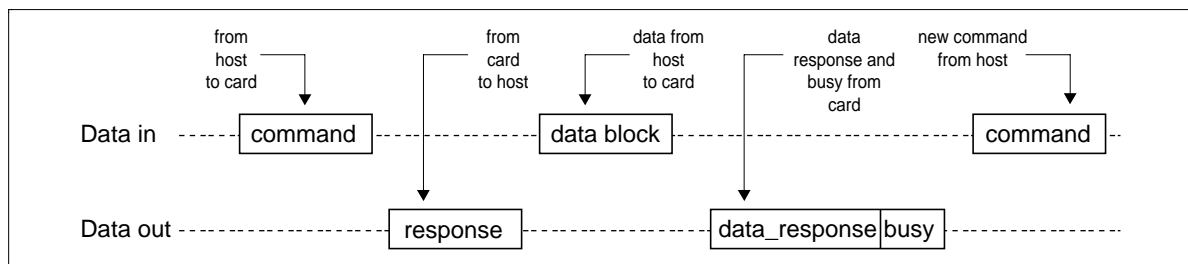 from
host
to card
from
card
to host
data from
host
to card
data
response and
busy from
card
new command
from host
Data in
command
data block
command
Data out
response
data_response
busy